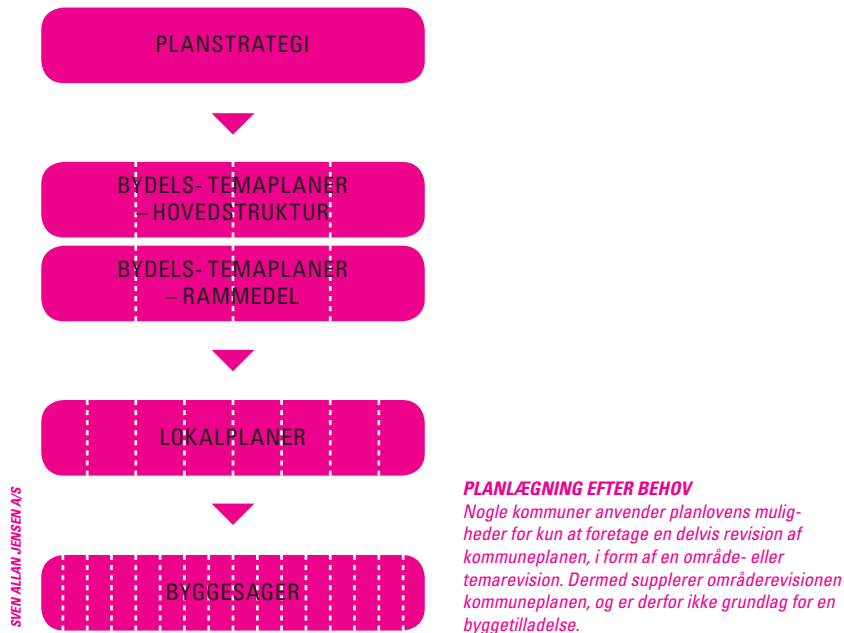 PLANSTRATEGI
BYDELS- TEMAPLANER
– HOVEDSTRUKTUR
BYDELS- TEMAPLANER
– RAMMEDEL
LOKALPLANER
BYGGESAGER
SVEN ALLAN JENSEN A/S
PLANLÆGNING EFTER BEHOV
Nogle kommuner anvender planlovens mulig-
heder for kun at foretage en delvis revision af
kommuneplanen, i form af en område- eller
temarevision. Dermed supplerer områderevisionen
kommuneplanen, og er derfor ikke grundlag for en
byggetilladelse.